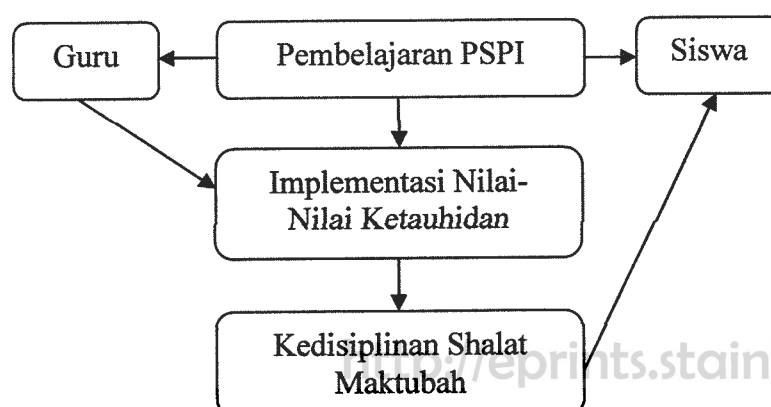 Guru
Pembelajaran PSPI
Siswa
Implementasi Nilai-
Nilai Ketauhidan
Kedisiplinan Shalat
Maktubah
http://eprints.stain